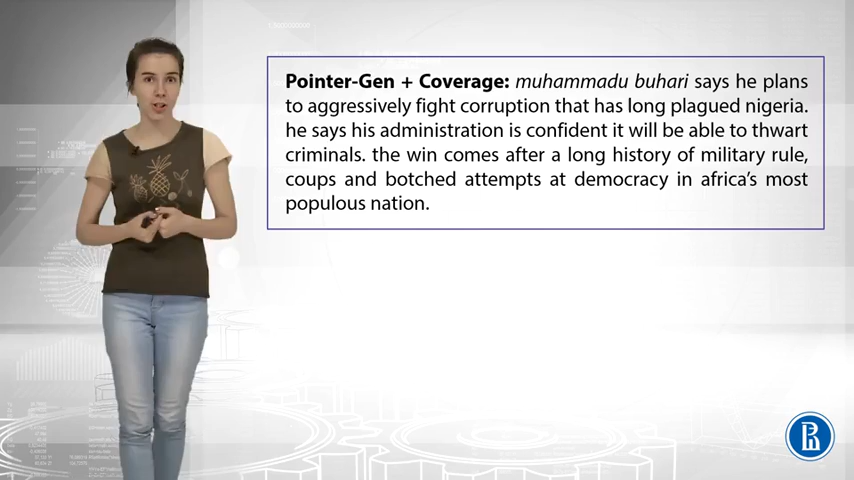 Pointer-Gen + Coverage: muhammadu buhari says he plans
to aggressively fight corruption that has long plagued nigeria.
he says his administration is confident it will be able to thwart
criminals. the win comes after a long history of military rule,
coups and botched attempts at democracy in africa's most
populous nation.